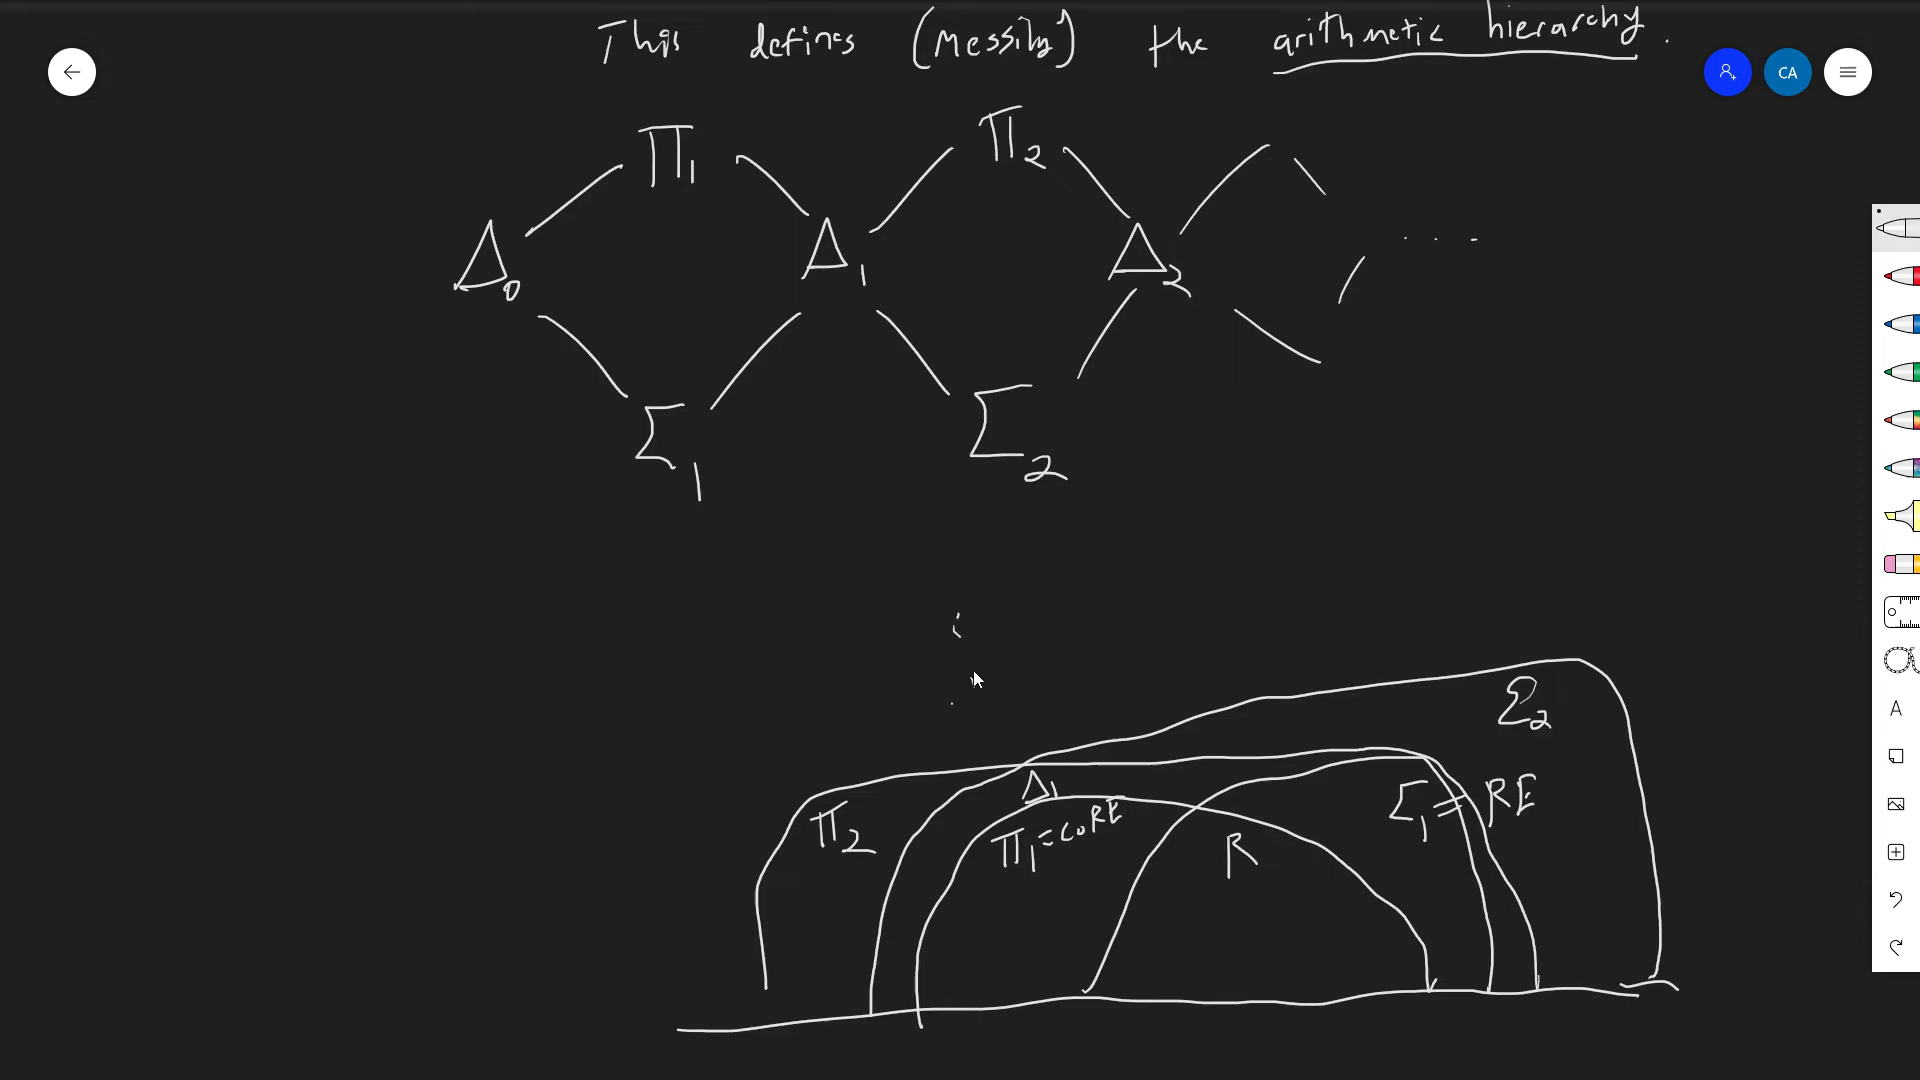 This defines (messily) the arithmetic hierarchy.
CA
Π₁ Π₂
Δ₀ Δ₁ Δ₂ ....
Σ₁ Σ₂
Σ₂
Δ₁
Π₂ Π₁=coRE R Σ₁=RE
A